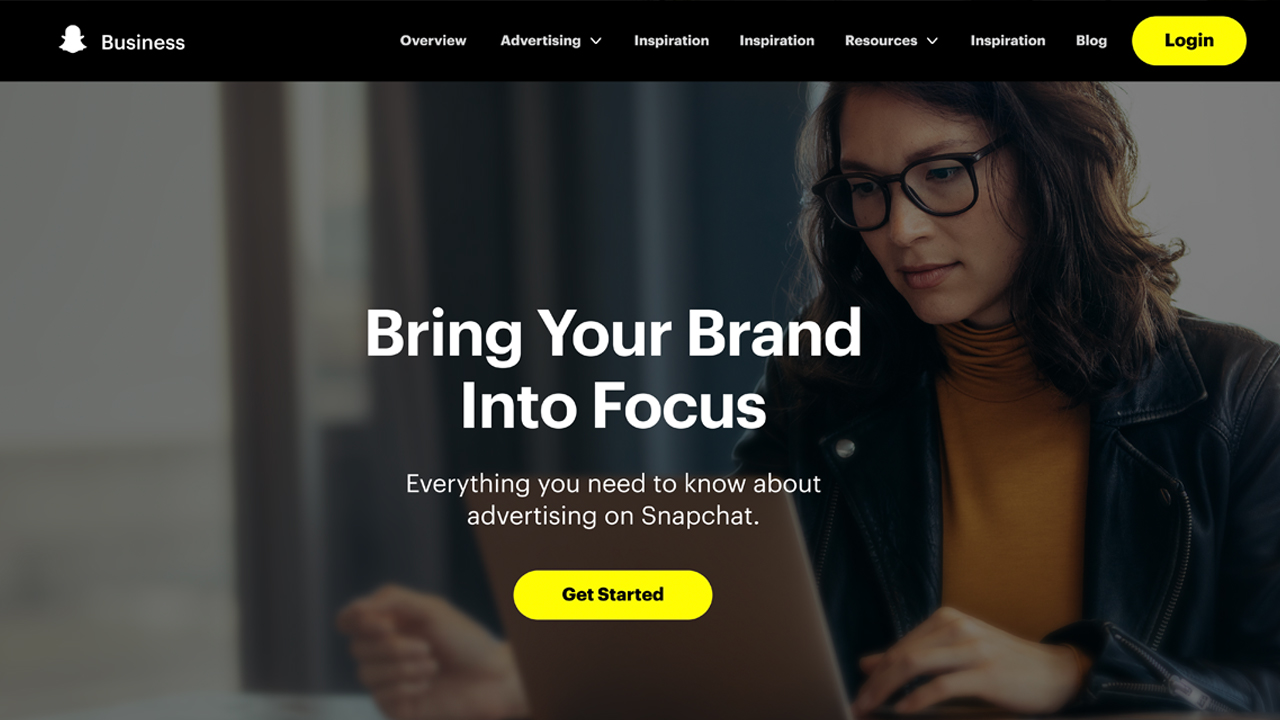 Business
Overview Advertising Inspiration Inspiration Resources Inspiration Blog Login
Bring Your Brand
Into Focus
Everything you need to know about
advertising on Snapchat.
Get Started